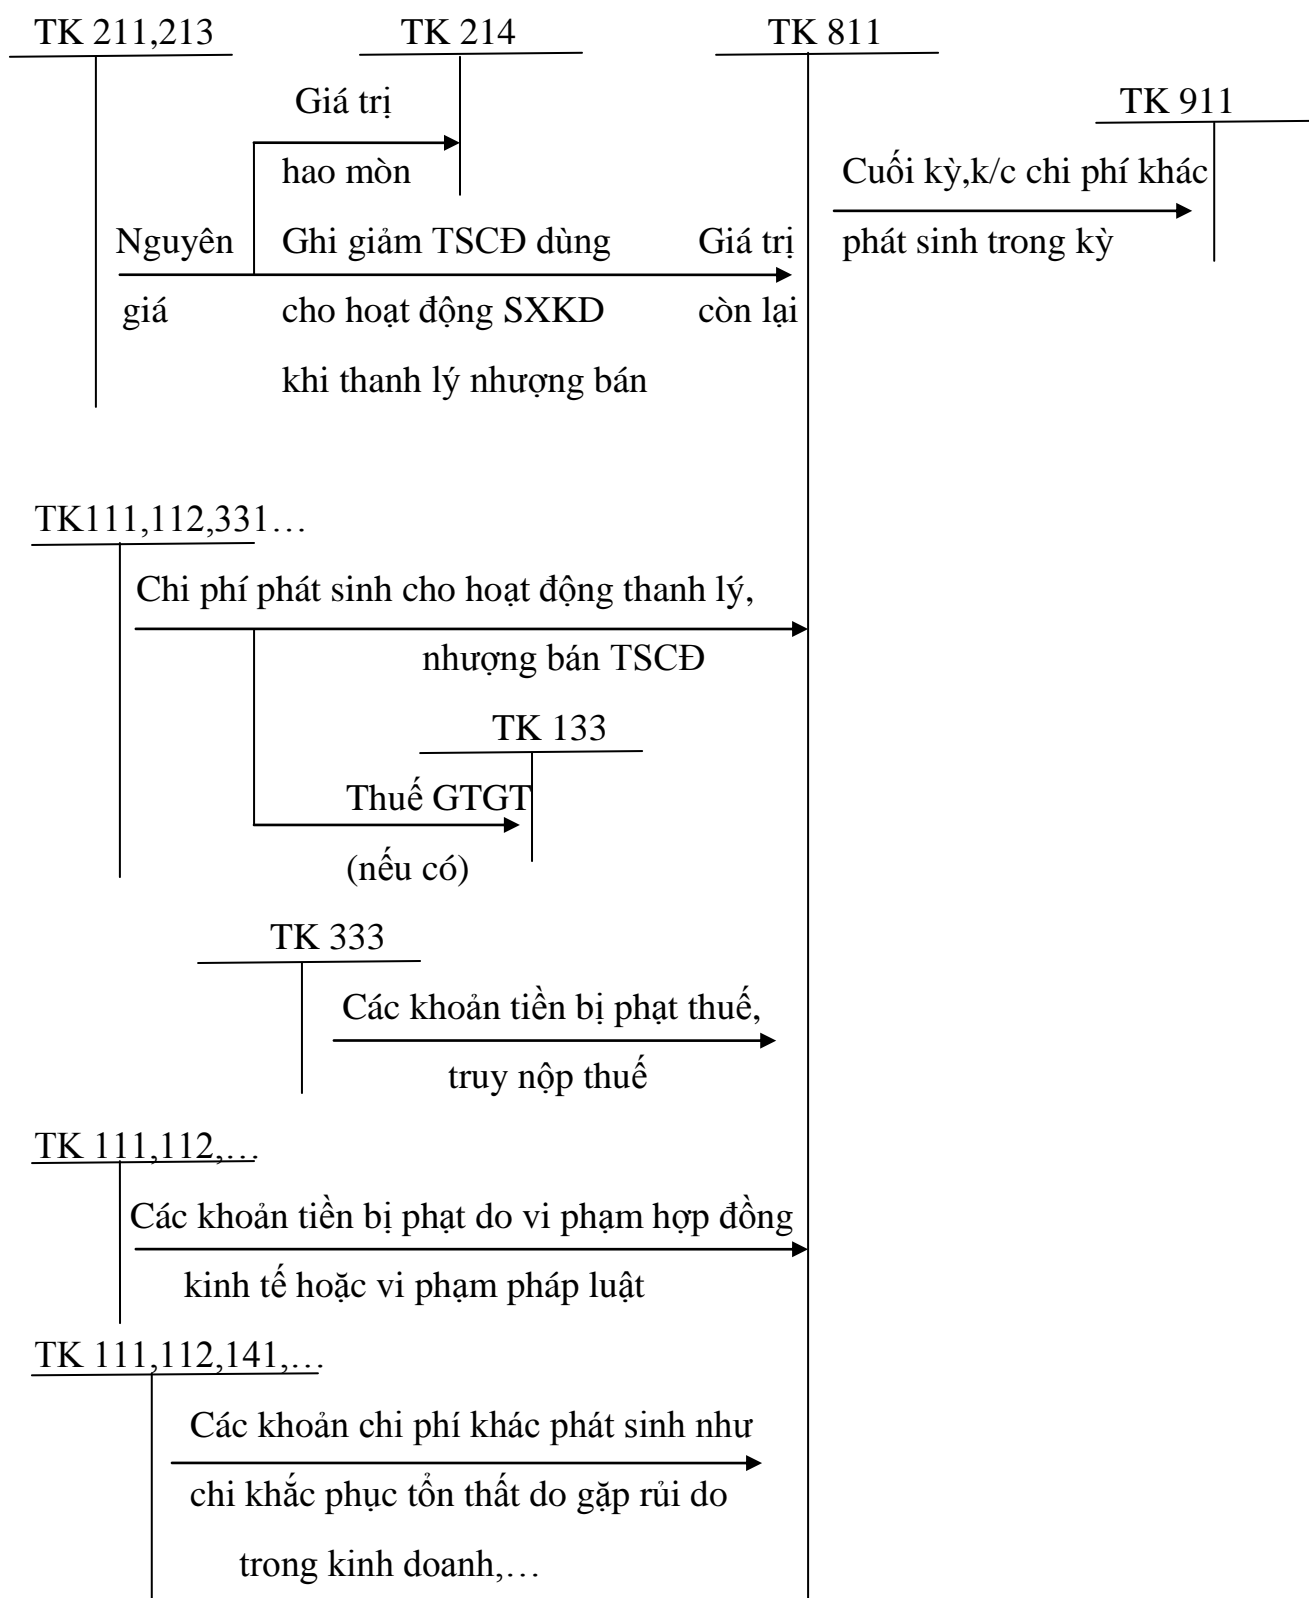 TK 211,213
TK 214
TK 811
Giá trị
TK 911
hao mòn
Cuối kỳ,k/c chi phí khác
Nguyên
Ghi giảm TSCĐ dùng
Giá trị
phát sinh trong kỳ
giá
cho hoạt động SXKD
còn lại
khi thanh lý nhượng bán
TK111,112,331…
Chi phí phát sinh cho hoạt động thanh lý,
nhượng bán TSCĐ
TK 133
Thuế GTGT
(nếu có)
TK 333
Các khoản tiền bị phạt thuế,
truy nộp thuế
TK 111,112,…
Các khoản tiền bị phạt do vi phạm hợp đồng
kinh tế hoặc vi phạm pháp luật
TK 111,112,141,…
Các khoản chi phí khác phát sinh như
chi khắc phục tổn thất do gặp rủi do
trong kinh doanh,…